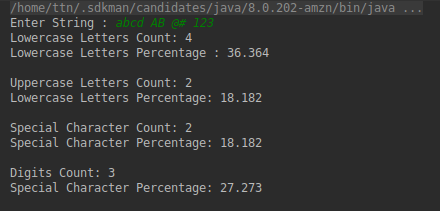 /home/ttn/.sdkman/candidates/java/8.0.202-amzn/bin/java ...
Enter String : abcd AB @# 123
Lowercase Letters Count: 4
Lowercase Letters Percentage : 36.364
Uppercase Letters Count: 2
Lowercase Letters Percentage: 18.182
Special Character Count: 2
Special Character Percentage: 18.182
Digits Count: 3
Special Character Percentage: 27.273